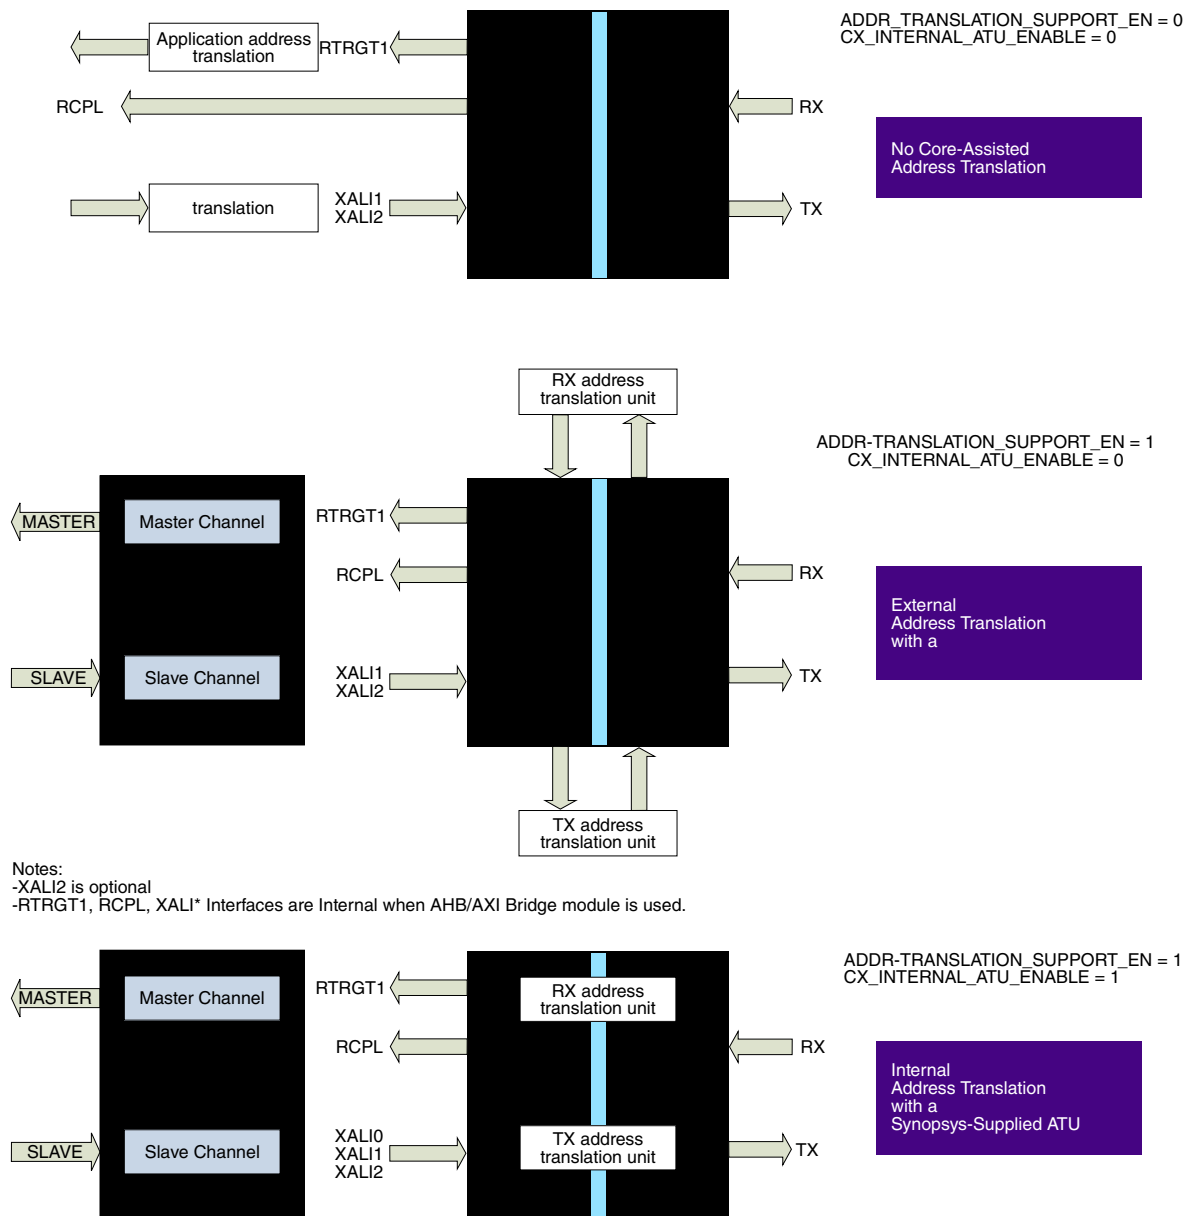 ADDR_TRANSLATION_SUPPORT_EN = 0
CX_INTERNAL_ATU_ENABLE = 0
Application address
translation
RTRGT1
RCPL
RX
No Core-Assisted
Address Translation
translation
XALI1
XALI2
TX
RX address
translation unit
ADDR-TRANSLATION_SUPPORT_EN = 1
CX_INTERNAL_ATU_ENABLE = 0
MASTER
Master Channel
RTRGT1
RCPL
RX
External
Address Translation
with a
SLAVE
Slave Channel
XALI1
XALI2
TX
TX address
translation unit
Notes:
-XALI2 is optional
-RTRGT1, RCPL, XALI* Interfaces are Internal when AHB/AXI Bridge module is used.
ADDR-TRANSLATION_SUPPORT_EN = 1
CX_INTERNAL_ATU_ENABLE = 1
MASTER
Master Channel
RTRGT1
RX address
translation unit
RCPL
RX
Internal
Address Translation
with a
Synopsys-Supplied ATU
SLAVE
Slave Channel
XALI0
XALI1
XALI2
TX address
translation unit
TX